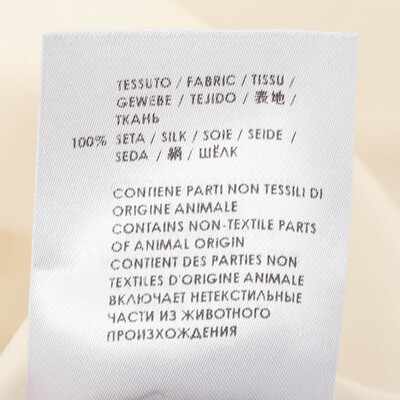 TESSUTO / FABRIC / TISSU /
GEWEBE / TEJIDO / 表地 /
ТКАНЬ
100% SETA / SILK / SOIE / SEIDE /
SEDA / 絹 / ШЁЛК
CONTIENE PARTI NON TESSILI DI
ORIGINE ANIMALE
CONTAINS NON-TEXTILE PARTS
OF ANIMAL ORIGIN
CONTIENT DES PARTIES NON
TEXTILES D'ORIGINE ANIMALE
ВКЛЮЧАЕТ НЕТЕКСТИЛЬНЫЕ
ЧАСТИ ИЗ ЖИВОТНОГО
ПРОИЗХОЖДЕНИЯ